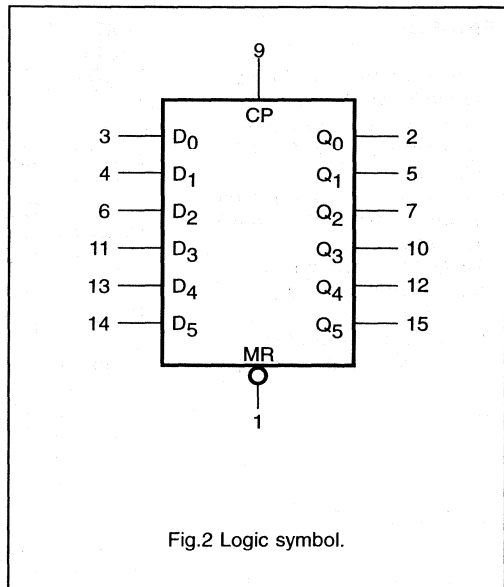 9
CP
3 D0 Q0 2
4 D1 Q1 5
6 D2 Q2 7
11 D3 Q3 10
13 D4 Q4 12
14 D5 Q5 15
MR
1
Fig.2 Logic symbol.